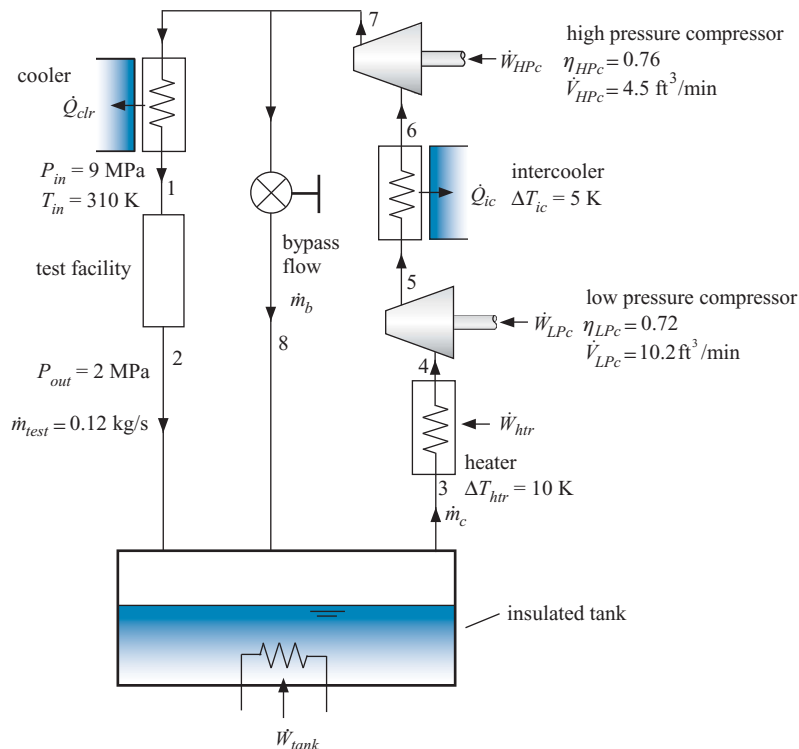 7
high pressure compressor
Ẇ_HPc
η_HPc = 0.76
V̇_HPc = 4.5 ft³/min
cooler
Q̇_clr
6
P_in = 9 MPa
T_in = 310 K
1
intercooler
ΔT_ic = 5 K
Q̇_ic
test facility
bypass
flow
ṁ_b
5
low pressure compressor
Ẇ_LPc
η_LPc = 0.72
V̇_LPc = 10.2 ft³/min
8
2
4
P_out = 2 MPa
ṁ_test = 0.12 kg/s
Ẇ_htr
heater
ΔT_htr = 10 K
3
ṁ_c
insulated tank
Ẇ_tank